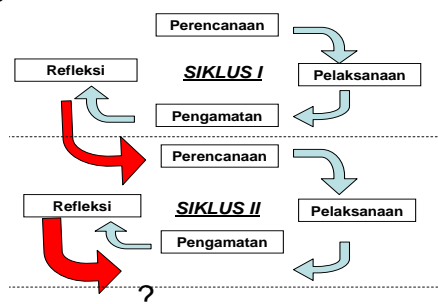 Perencanaan
Refleksi
SIKLUS I
Pelaksanaan
Pengamatan
Perencanaan
Refleksi
SIKLUS II
Pelaksanaan
Pengamatan
?